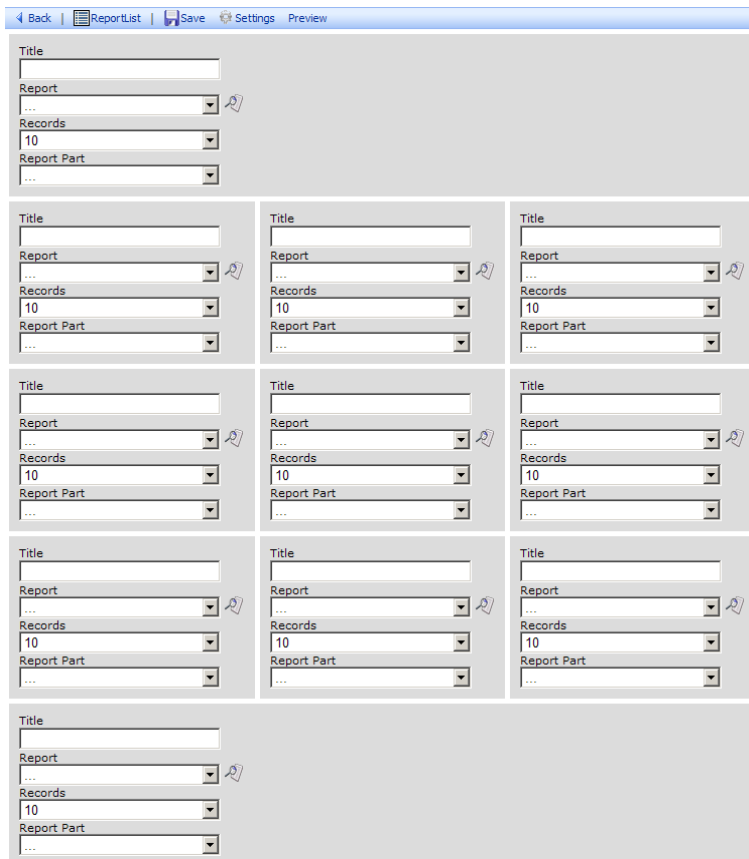 Back | ReportList | Save Settings Preview
Title
Report
...
Records
10
Report Part
...
Title Title Title
Report Report Report
... ... ...
Records Records Records
10 10 10
Report Part Report Part Report Part
... ... ...
Title Title Title
Report Report Report
... ... ...
Records Records Records
10 10 10
Report Part Report Part Report Part
... ... ...
Title Title Title
Report Report Report
... ... ...
Records Records Records
10 10 10
Report Part Report Part Report Part
... ... ...
Title
Report
...
Records
10
Report Part
...